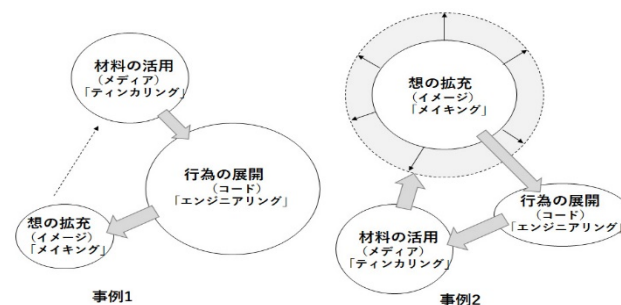 材料の活用
(メディア)
「ティンカリング」
行為の展開
(コード)
「エンジニアリング」
想の拡充
(イメージ)
「メイキング」
事例1
想の拡充
(イメージ)
「メイキング」
行為の展開
(コード)
「エンジニアリング」
材料の活用
(メディア)
「ティンカリング」
事例2